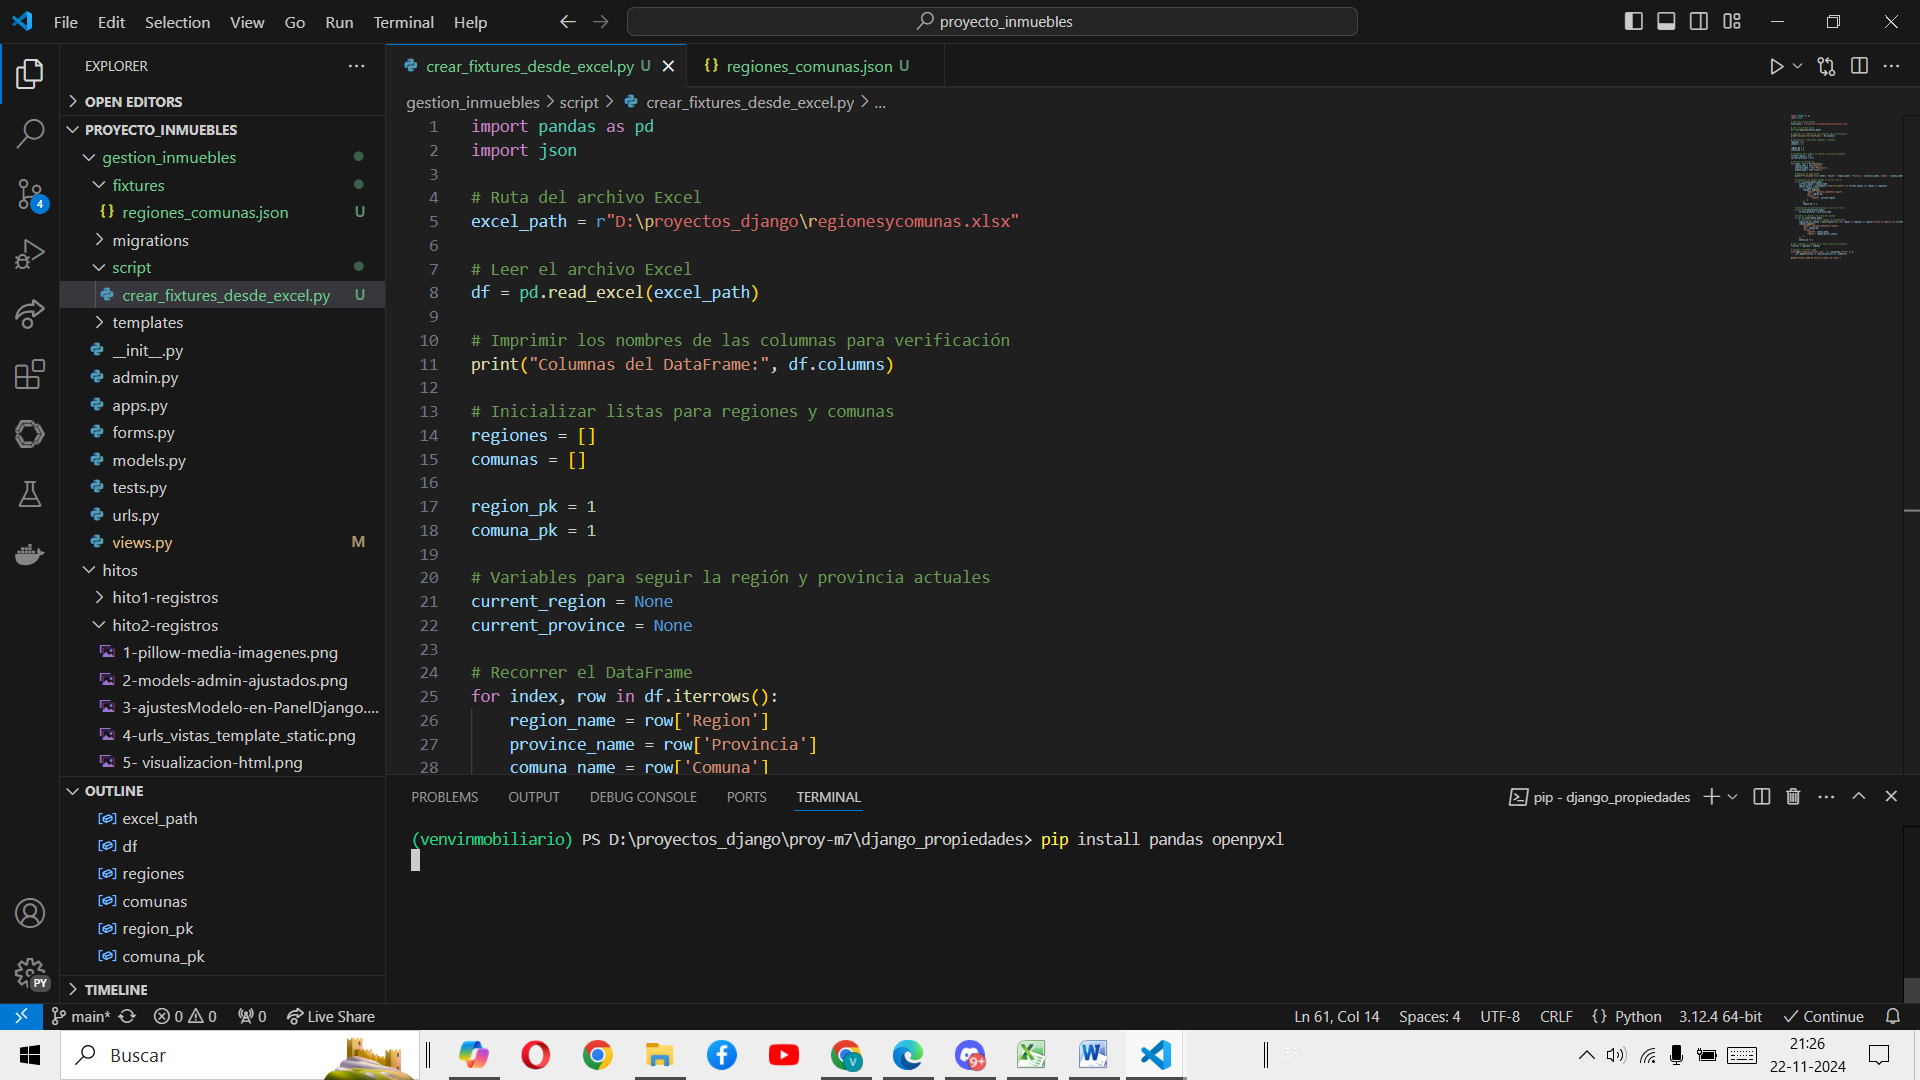 File Edit Selection View Go Run Terminal Help
proyecto_inmuebles
EXPLORER
OPEN EDITORS
PROYECTO_INMUEBLES
gestion_inmuebles
fixtures
regiones_comunas.json U
migrations
script
crear_fixtures_desde_excel.py U
templates
__init__.py
admin.py
apps.py
forms.py
models.py
tests.py
urls.py
views.py M
hitos
hito1-registros
hito2-registros
1-pillow-media-imagenes.png
2-models-admin-ajustados.png
3-ajustesModelo-en-PanelDjango....
4-urls_vistas_template_static.png
5- visualizacion-html.png
OUTLINE
excel_path
df
regiones
comunas
region_pk
comuna_pk
TIMELINE
4
PY
crear_fixtures_desde_excel.py U
regiones_comunas.json U
gestion_inmuebles > script > crear_fixtures_desde_excel.py > ...
1 import pandas as pd
2 import json
3
4 # Ruta del archivo Excel
5 excel_path = r"D:\proyectos_django\regionesycomunas.xlsx"
6
7 # Leer el archivo Excel
8 df = pd.read_excel(excel_path)
9
10 # Imprimir los nombres de las columnas para verificación
11 print("Columnas del DataFrame:", df.columns)
12
13 # Inicializar listas para regiones y comunas
14 regiones = []
15 comunas = []
16
17 region_pk = 1
18 comuna_pk = 1
19
20 # Variables para seguir la región y provincia actuales
21 current_region = None
22 current_province = None
23
24 # Recorrer el DataFrame
25 for index, row in df.iterrows():
26 region_name = row['Region']
27 province_name = row['Provincia']
28 comuna_name = row['Comuna']
PROBLEMS OUTPUT DEBUG CONSOLE PORTS TERMINAL
pip - django_propiedades
(venvinmobiliario) PS D:\proyectos_django\proy-m7\django_propiedades> pip install pandas openpyxl
main* 0 0 0 Live Share
Ln 61, Col 14 Spaces: 4 UTF-8 CRLF {} Python 3.12.4 64-bit Continue
Buscar
9+
21:26
22-11-2024